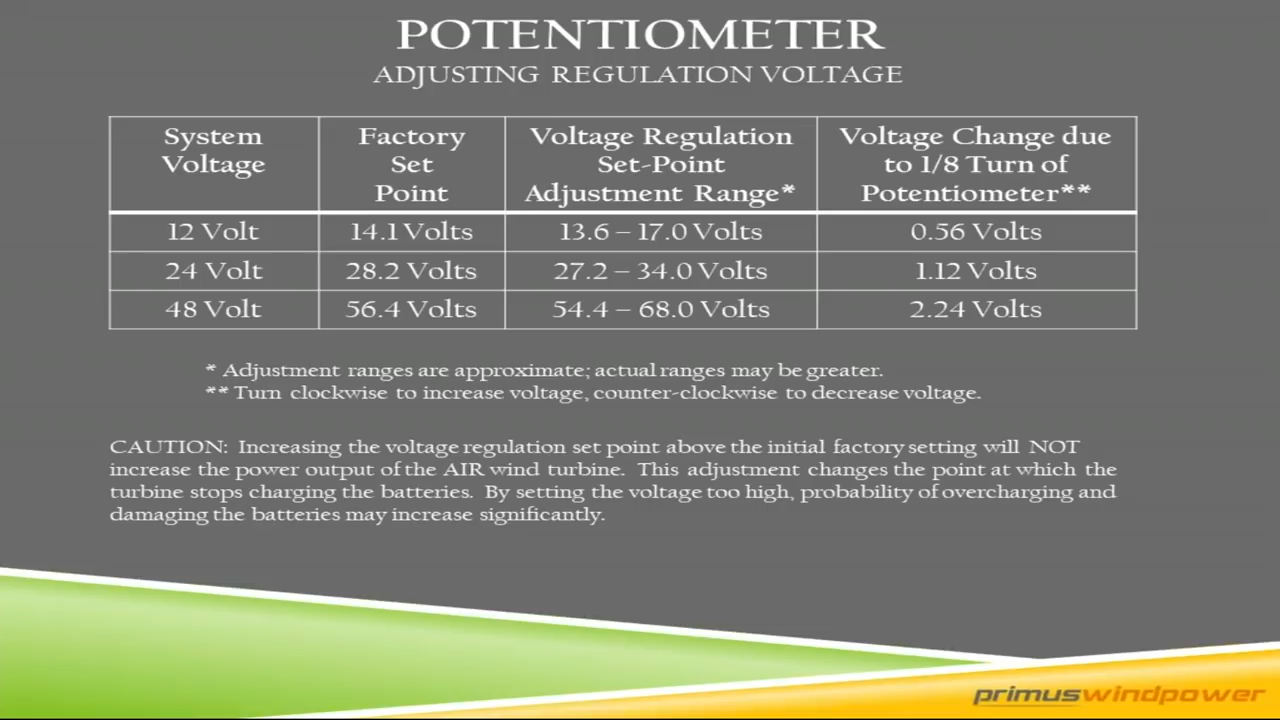 POTENTIOMETER
ADJUSTING REGULATION VOLTAGE
System Voltage | Factory Set Point | Voltage Regulation Set-Point Adjustment Range* | Voltage Change due to 1/8 Turn of Potentiometer**
12 Volt | 14.1 Volts | 13.6 – 17.0 Volts | 0.56 Volts
24 Volt | 28.2 Volts | 27.2 – 34.0 Volts | 1.12 Volts
48 Volt | 56.4 Volts | 54.4 – 68.0 Volts | 2.24 Volts
* Adjustment ranges are approximate; actual ranges may be greater.
** Turn clockwise to increase voltage, counter-clockwise to decrease voltage.
CAUTION: Increasing the voltage regulation set point above the initial factory setting will NOT
increase the power output of the AIR wind turbine. This adjustment changes the point at which the
turbine stops charging the batteries. By setting the voltage too high, probability of overcharging and
damaging the batteries may increase significantly.
primuswindpower